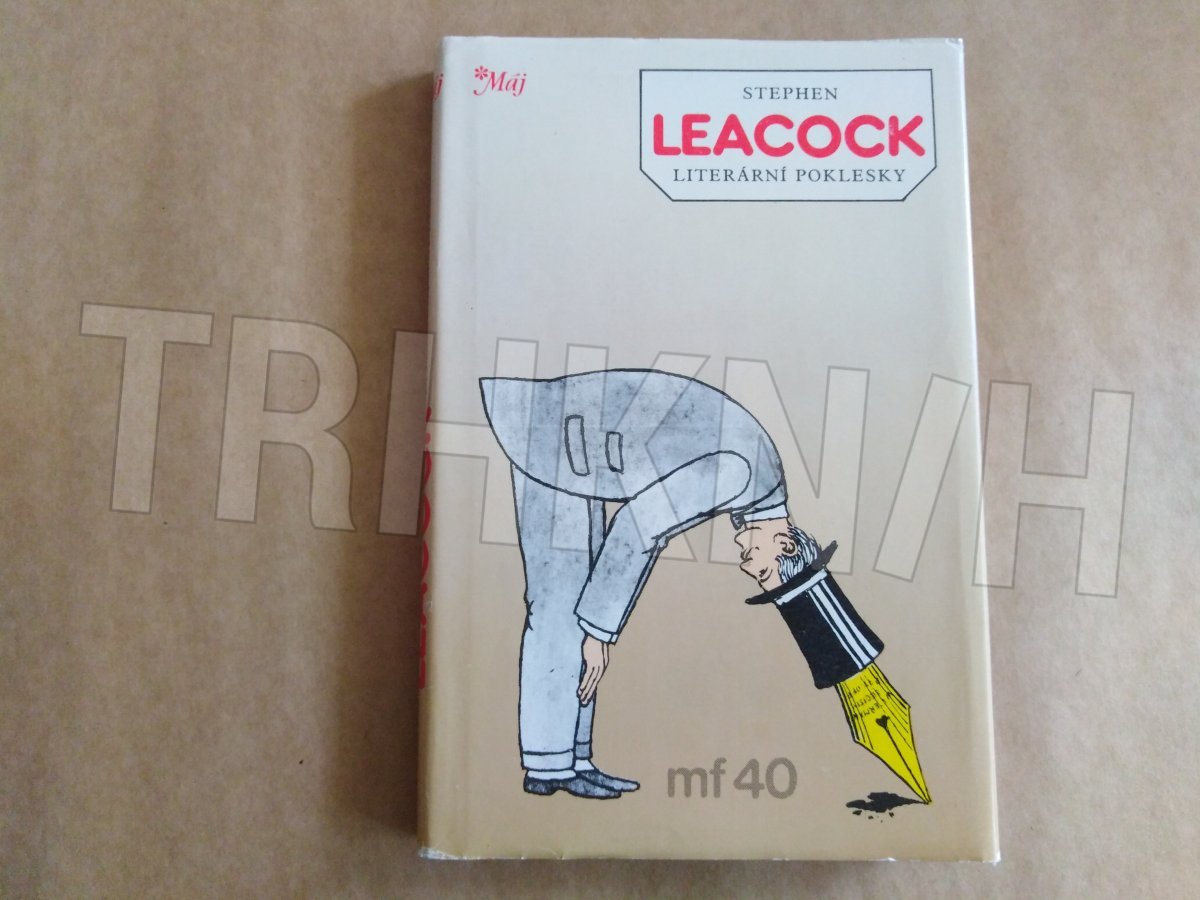 *Máj
STEPHEN
LEACOCK
LITERÁRNÍ POKLESKY
TRHKNIH
mf 40